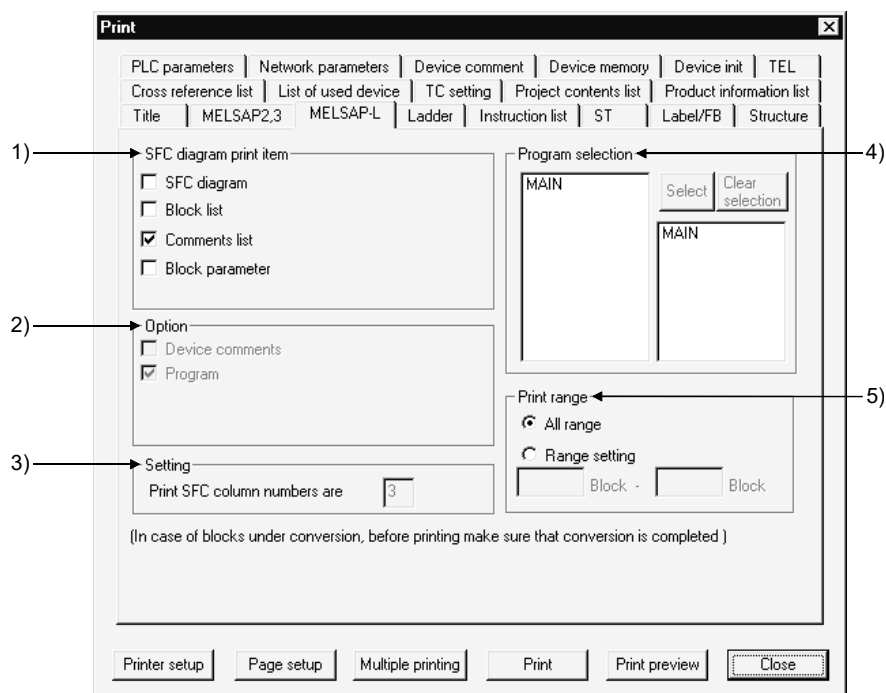 Print
PLC parameters Network parameters Device comment Device memory Device init TEL
Cross reference list List of used device TC setting Project contents list Product information list
Title MELSAP2,3 MELSAP-L Ladder Instruction list ST Label/FB Structure
1)
SFC diagram print item
SFC diagram
Block list
Comments list
Block parameter
2)
Option
Device comments
Program
3)
Setting
Print SFC column numbers are 3
4)
Program selection
MAIN
Select
Clear
selection
MAIN
5)
Print range
All range
Range setting
Block - Block
(In case of blocks under conversion, before printing make sure that conversion is completed )
Printer setup Page setup Multiple printing Print Print preview Close